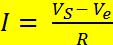 I = (V_S − V_e) / R